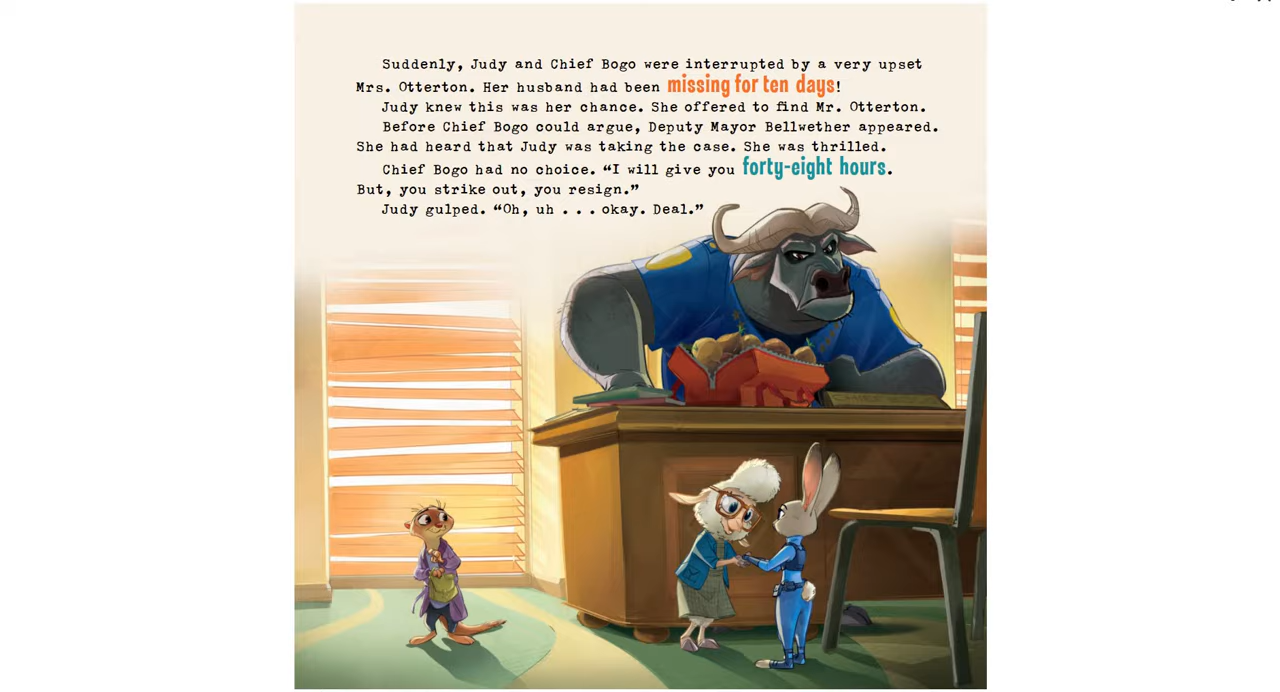 Suddenly, Judy and Chief Bogo were interrupted by a very upset
Mrs. Otterton. Her husband had been missing for ten days!
Judy knew this was her chance. She offered to find Mr. Otterton.
Before Chief Bogo could argue, Deputy Mayor Bellwether appeared.
She had heard that Judy was taking the case. She was thrilled.
Chief Bogo had no choice. “I will give you forty-eight hours.
But, you strike out, you resign.”
Judy gulped. “Oh, uh . . . okay. Deal.”